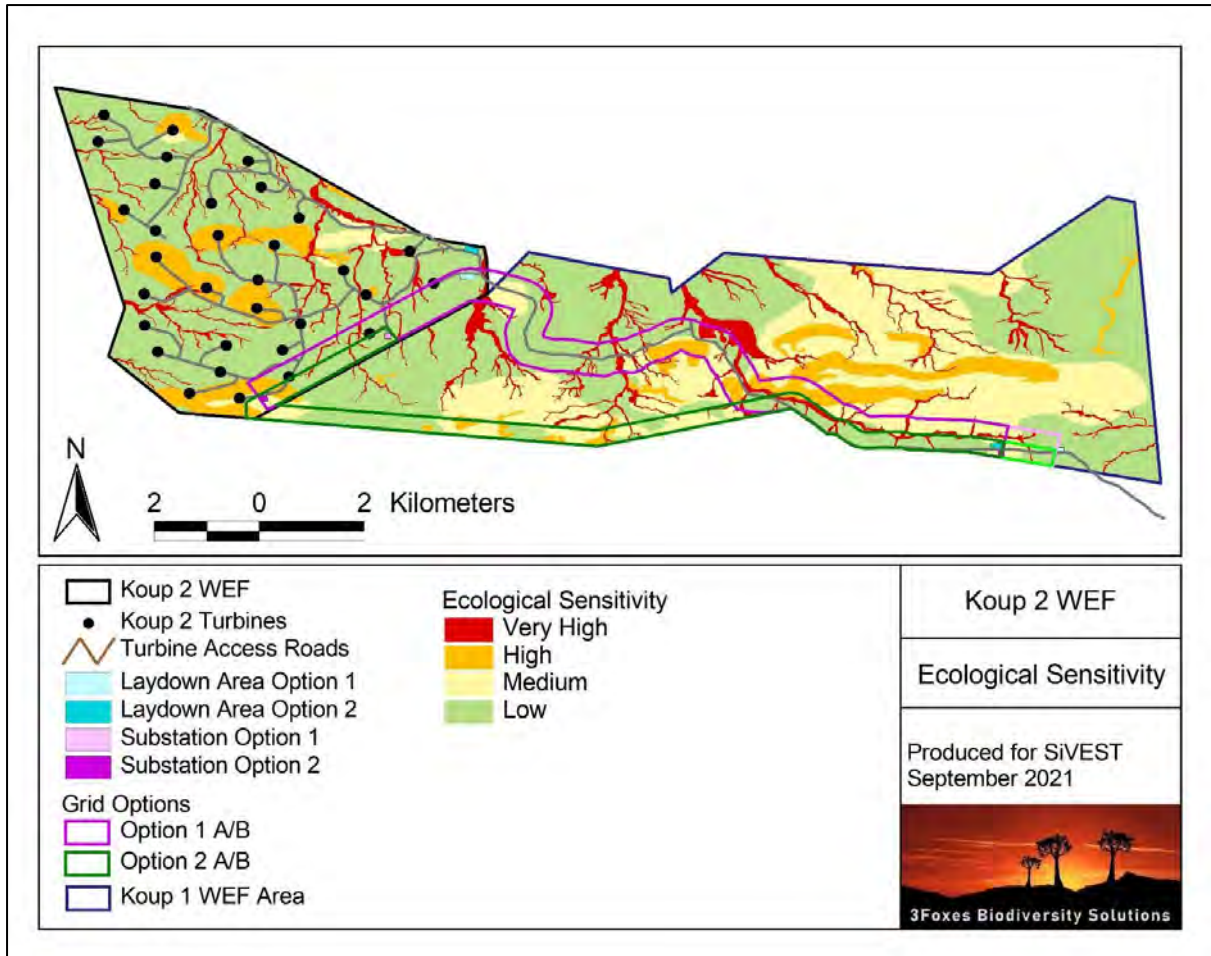 N
2 0 2 Kilometers
Koup 2 WEF
Koup 2 Turbines
Turbine Access Roads
Laydown Area Option 1
Laydown Area Option 2
Substation Option 1
Substation Option 2
Grid Options
Option 1 A/B
Option 2 A/B
Koup 1 WEF Area
Ecological Sensitivity
Very High
High
Medium
Low
Koup 2 WEF
Ecological Sensitivity
Produced for SiVEST
September 2021
3Foxes Biodiversity Solutions